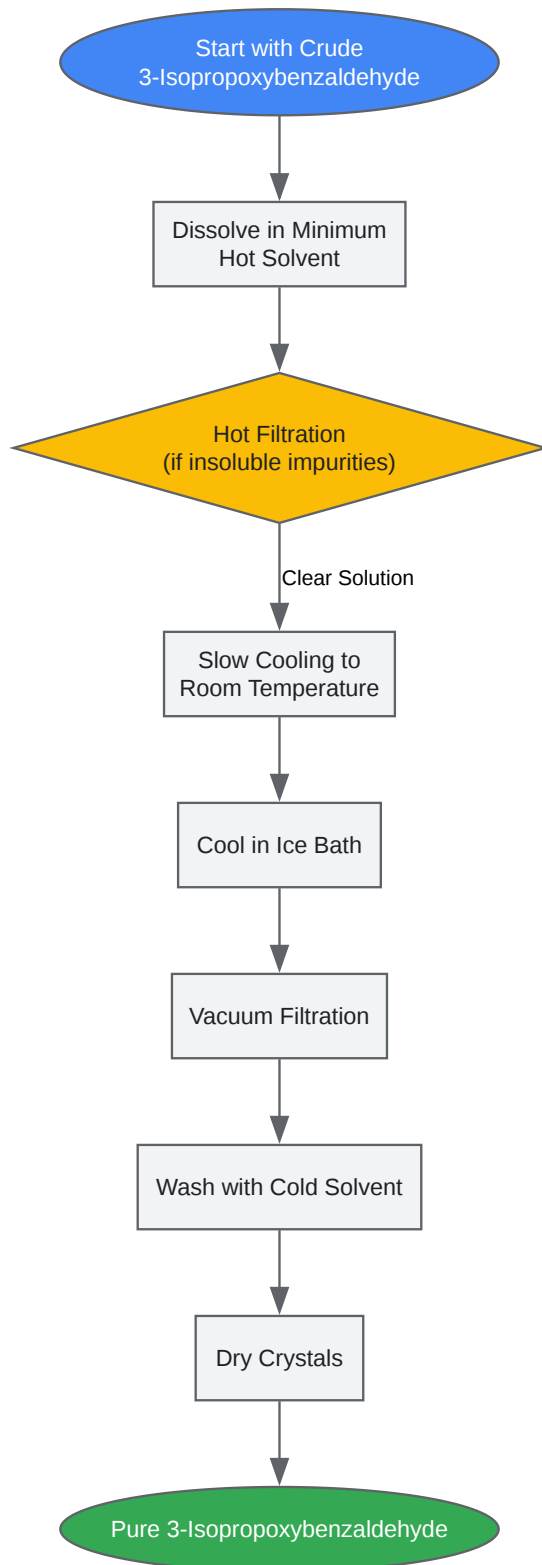 Start with Crude
3-Isopropoxybenzaldehyde
Dissolve in Minimum
Hot Solvent
Hot Filtration
(if insoluble impurities)
Clear Solution
Slow Cooling to
Room Temperature
Cool in Ice Bath
Vacuum Filtration
Wash with Cold Solvent
Dry Crystals
Pure 3-Isopropoxybenzaldehyde